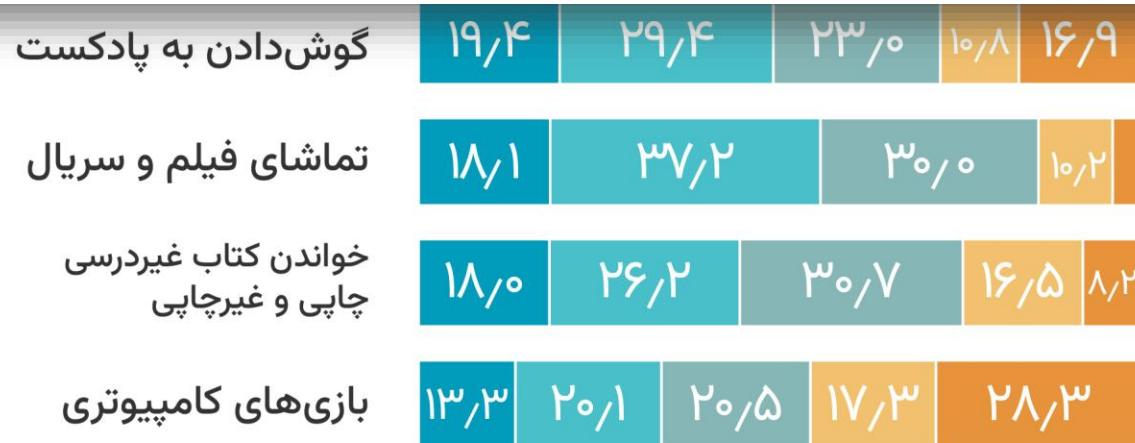 گوش‌دادن به پادکست
۱۹٫۴ ۲۹٫۴ ۲۳٫۰ ۱۰٫۸ ۱۶٫۹
تماشای فیلم و سریال
۱۸٫۱ ۳۷٫۲ ۳۰٫۰ ۱۰٫۲
خواندن کتاب غیردرسی
چاپی و غیرچاپی
۱۸٫۰ ۲۶٫۲ ۳۰٫۷ ۱۶٫۵ ۸٫۲
بازی‌های کامپیوتری
۱۳٫۳ ۲۰٫۱ ۲۰٫۵ ۱۷٫۳ ۲۸٫۳